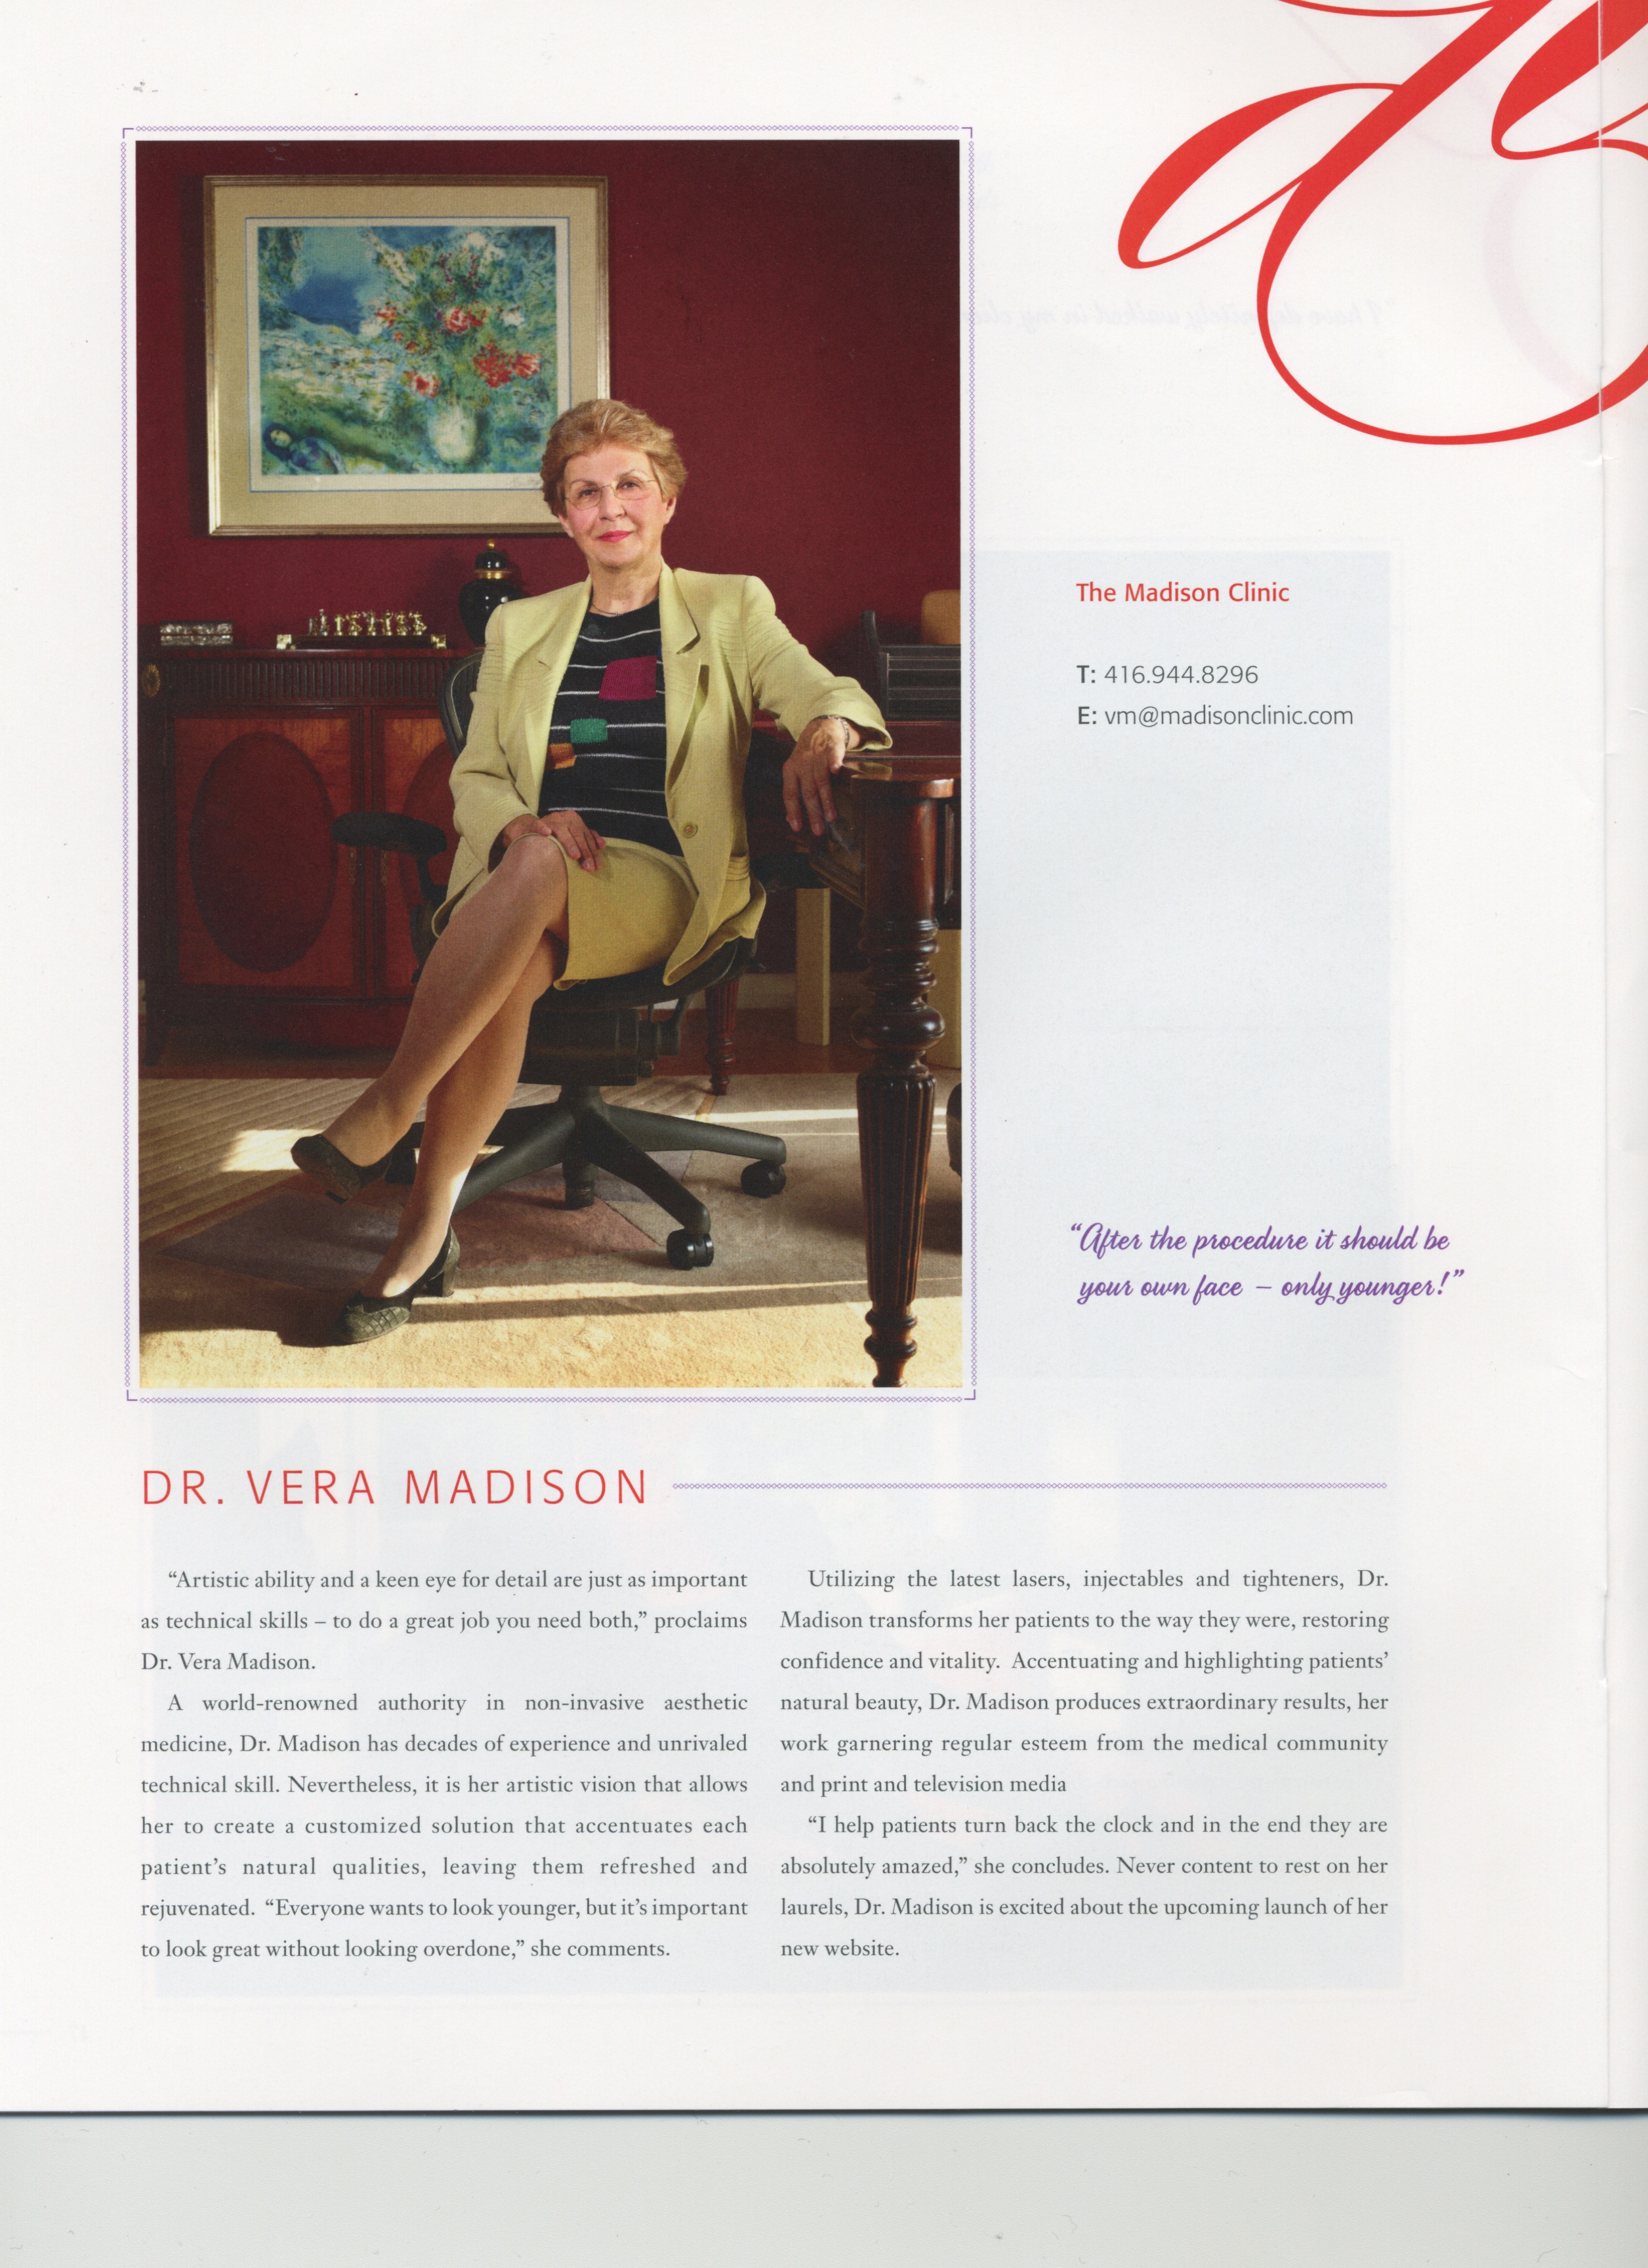 The Madison Clinic
T: 416.944.8296
E: vm@madisonclinic.com
“After the procedure it should be
your own face – only younger!”
DR. VERA MADISON
“Artistic ability and a keen eye for detail are just as important
as technical skills – to do a great job you need both,” proclaims
Dr. Vera Madison.
A world-renowned authority in non-invasive aesthetic
medicine, Dr. Madison has decades of experience and unrivaled
technical skill. Nevertheless, it is her artistic vision that allows
her to create a customized solution that accentuates each
patient’s natural qualities, leaving them refreshed and
rejuvenated. “Everyone wants to look younger, but it’s important
to look great without looking overdone,” she comments.
Utilizing the latest lasers, injectables and tighteners, Dr.
Madison transforms her patients to the way they were, restoring
confidence and vitality. Accentuating and highlighting patients’
natural beauty, Dr. Madison produces extraordinary results, her
work garnering regular esteem from the medical community
and print and television media
“I help patients turn back the clock and in the end they are
absolutely amazed,” she concludes. Never content to rest on her
laurels, Dr. Madison is excited about the upcoming launch of her
new website.